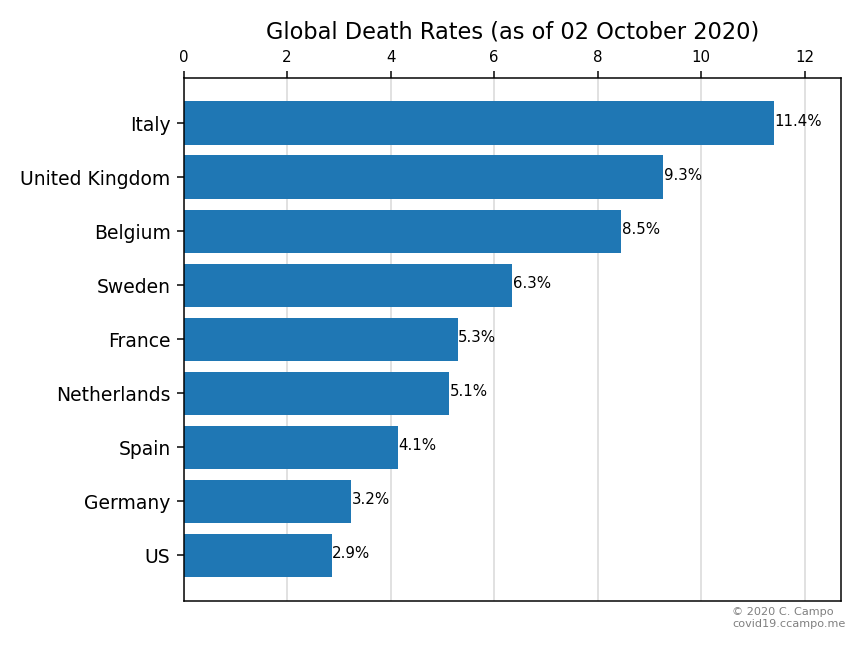 Global Death Rates (as of 02 October 2020)
0 2 4 6 8 10 12
Italy 11.4%
United Kingdom 9.3%
Belgium 8.5%
Sweden 6.3%
France 5.3%
Netherlands 5.1%
Spain 4.1%
Germany 3.2%
US 2.9%
© 2020 C. Campo
covid19.ccampo.me